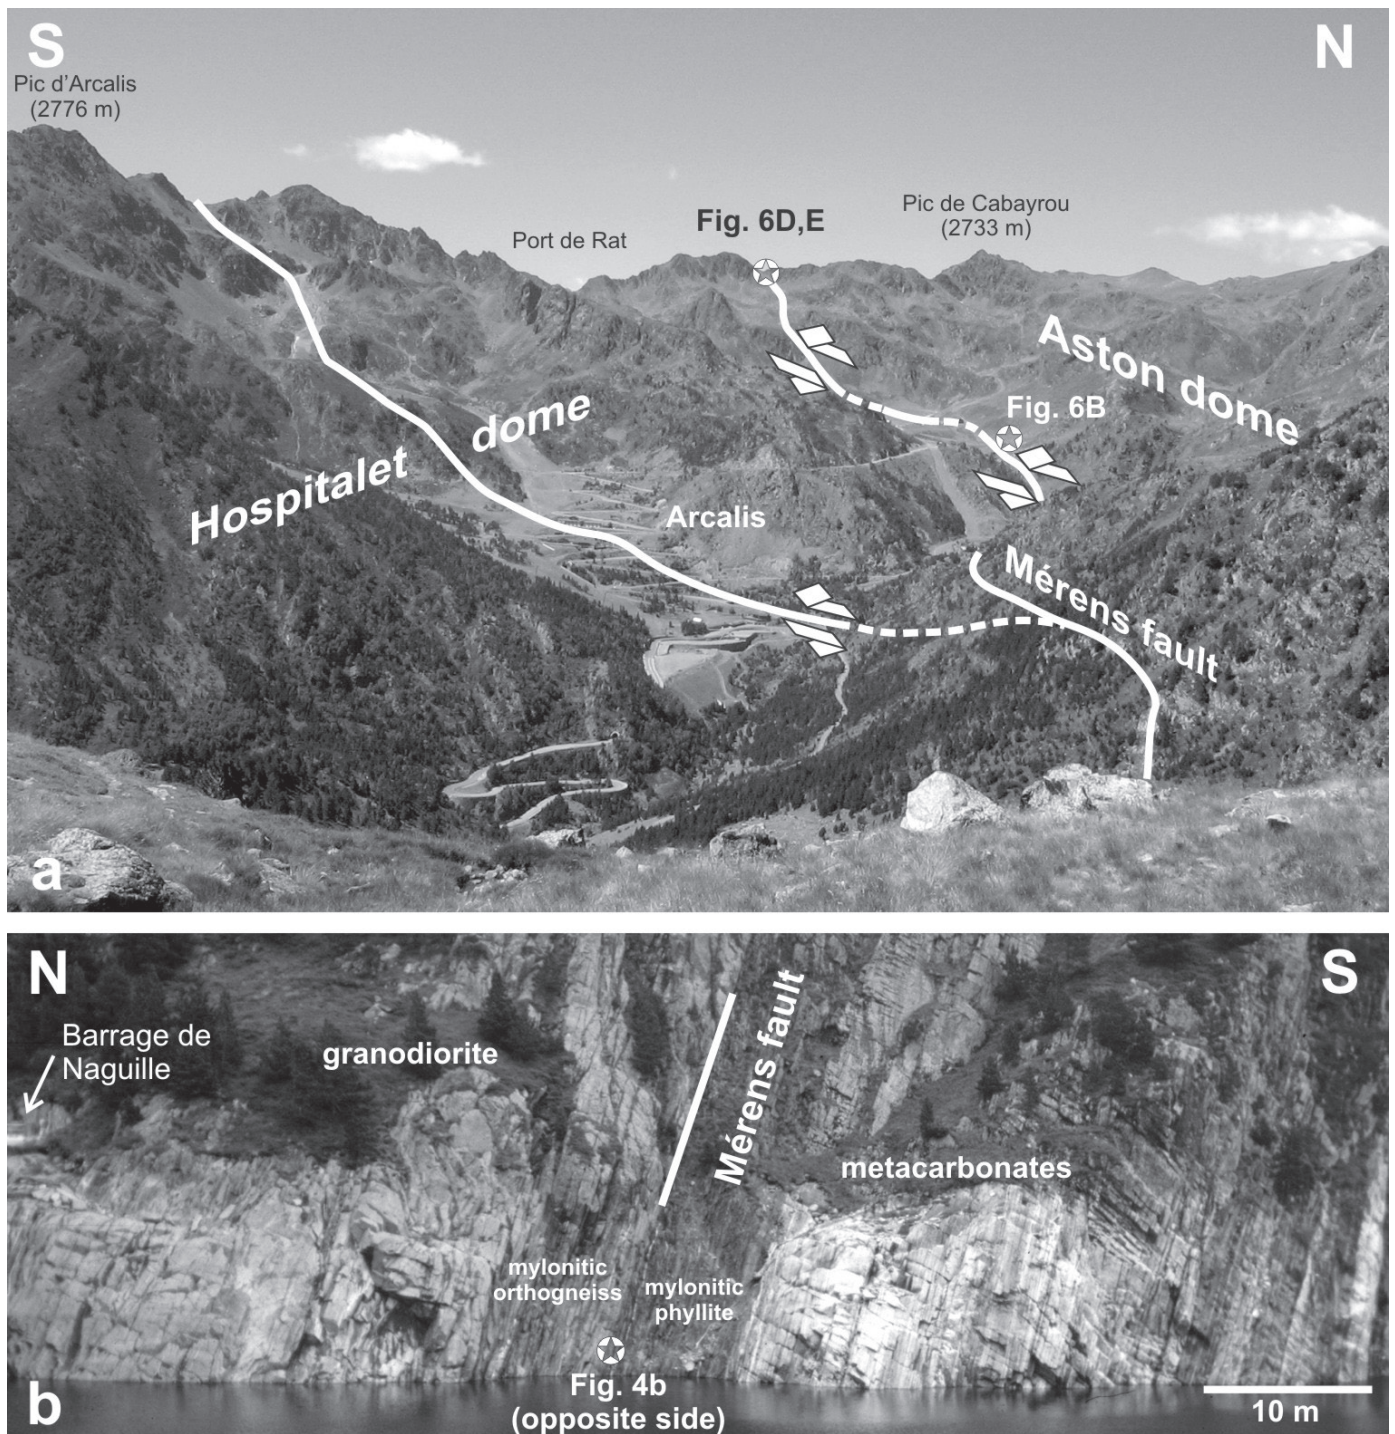 S
N
Pic d'Arcalis
(2776 m)
Port de Rat
Fig. 6D,E
Pic de Cabayrou
(2733 m)
Aston dome
Fig. 6B
Hospitalet dome
Arcalis
Mérens fault
a
N
S
Barrage de
Naguille
granodiorite
Mérens fault
metacarbonates
mylonitic
orthogneiss
mylonitic
phyllite
Fig. 4b
(opposite side)
10 m
b